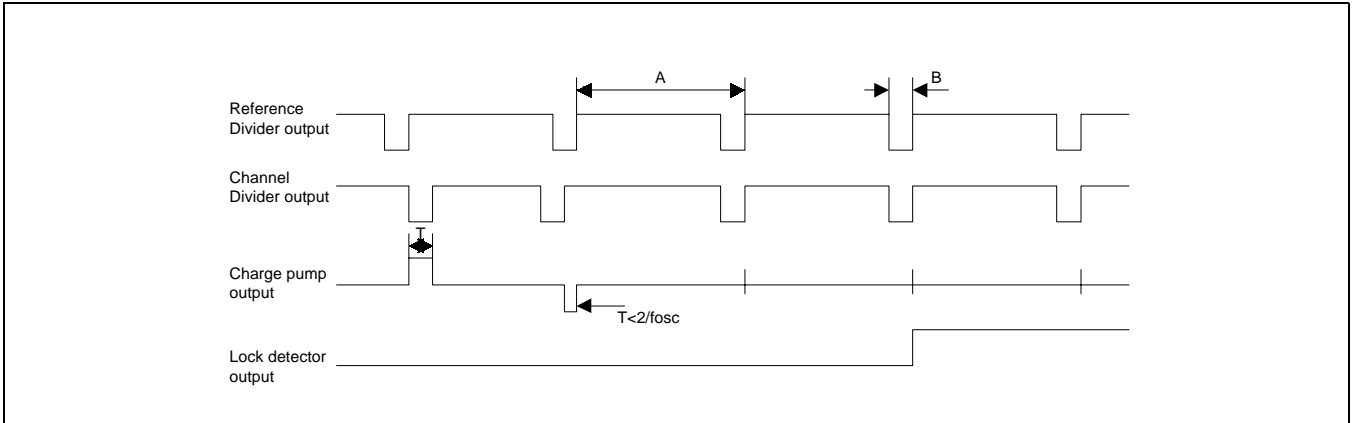 A
B
Reference
Divider output
Channel
Divider output
T
Charge pump
output
T<2/fosc
Lock detector
output